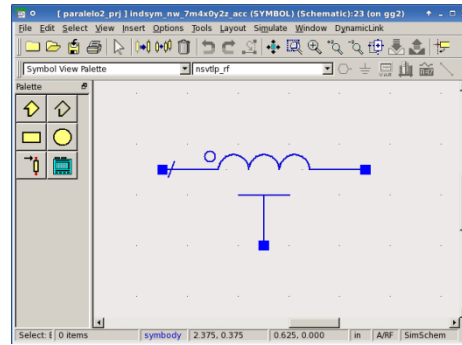 [ paralelo2_prj ] indsym_nw_7m4x0y2z_acc (SYMBOL) (Schematic):23 (on gg2)
File Edit Select View Insert Options Tools Layout Simulate Window DynamicLink
Symbol View Palette nsvtlp_rf
Palette
Select: E 0 items symbody 2.375, 0.375 0.625, 0.000 in A/RF SimSchem